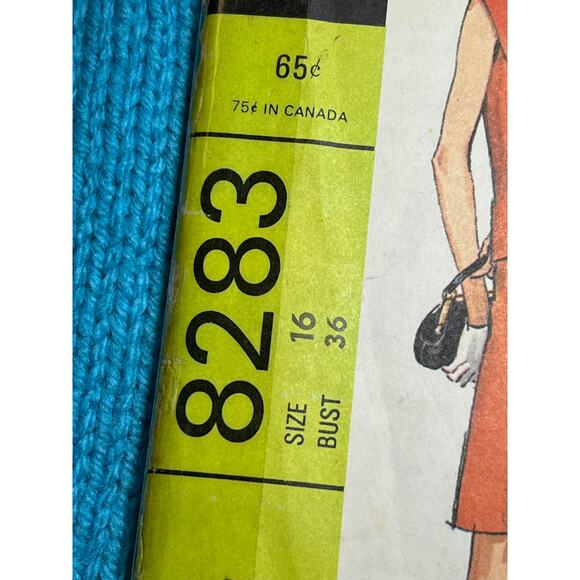 65¢
75¢ IN CANADA
8283
SIZE 16
BUST 36